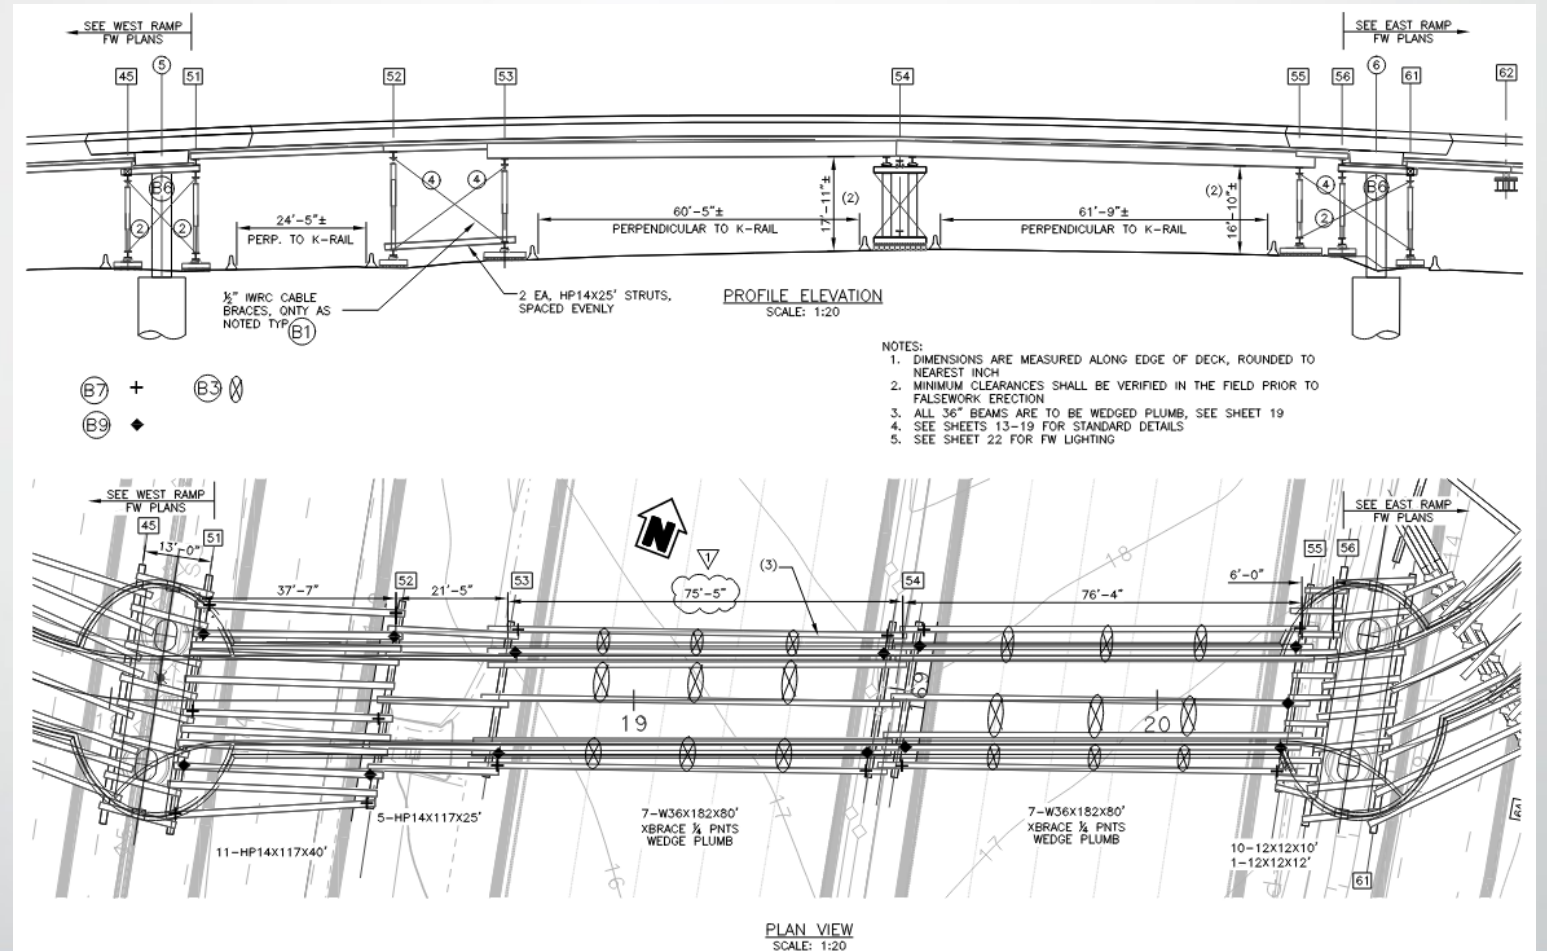 SEE WEST RAMP
FW PLANS
SEE EAST RAMP
FW PLANS
45
5
51
52
53
54
55
56
6
61
62
B6
4
4
2
2
24'-5"±
PERP. TO K-RAIL
60'-5"±
PERPENDICULAR TO K-RAIL
17'-11"±
(2)
61'-9"±
PERPENDICULAR TO K-RAIL
(2)
16'-10"±
4
2
B6
½" IWRC CABLE
BRACES, ONTY AS
NOTED TYP
B1
2 EA, HP14X25' STRUTS,
SPACED EVENLY
PROFILE ELEVATION
SCALE: 1:20
B7
B3
B9
NOTES:
1. DIMENSIONS ARE MEASURED ALONG EDGE OF DECK, ROUNDED TO
NEAREST INCH
2. MINIMUM CLEARANCES SHALL BE VERIFIED IN THE FIELD PRIOR TO
FALSEWORK ERECTION
3. ALL 36" BEAMS ARE TO BE WEDGED PLUMB, SEE SHEET 19
4. SEE SHEETS 13-19 FOR STANDARD DETAILS
5. SEE SHEET 22 FOR FW LIGHTING
SEE WEST RAMP
FW PLANS
SEE EAST RAMP
FW PLANS
45
51
13'-0"
37'-7"
52
21'-5"
53
N
1
75'-5"
(3)
54
76'-4"
6'-0"
55
56
18
14
19
20
69
17
17
16
5-HP14X117X25'
11-HP14X117X40'
7-W36X182X80'
XBRACE ¼ PNTS
WEDGE PLUMB
7-W36X182X80'
XBRACE ¼ PNTS
WEDGE PLUMB
10-12X12X10'
1-12X12X12'
61
PLAN VIEW
SCALE: 1:20